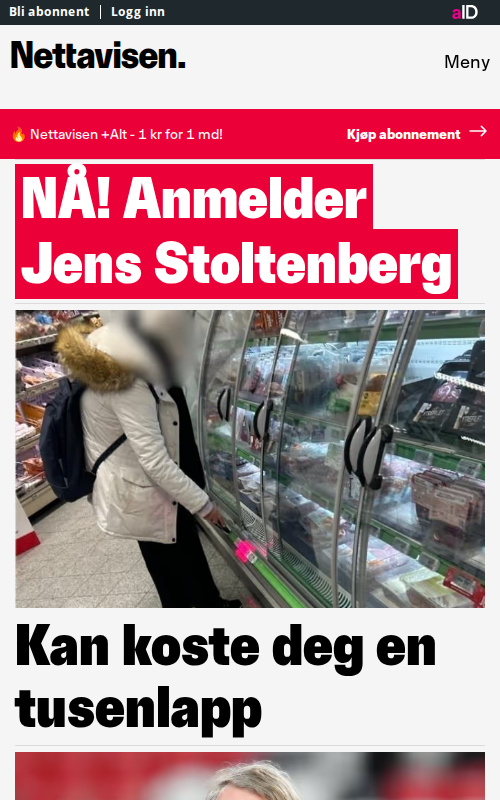 Bli abonnent | Logg inn
aID
Nettavisen.
Meny
🔥 Nettavisen +Alt - 1 kr for 1 md!
Kjøp abonnement →
NÅ! Anmelder
Jens Stoltenberg
Kan koste deg en
tusenlapp